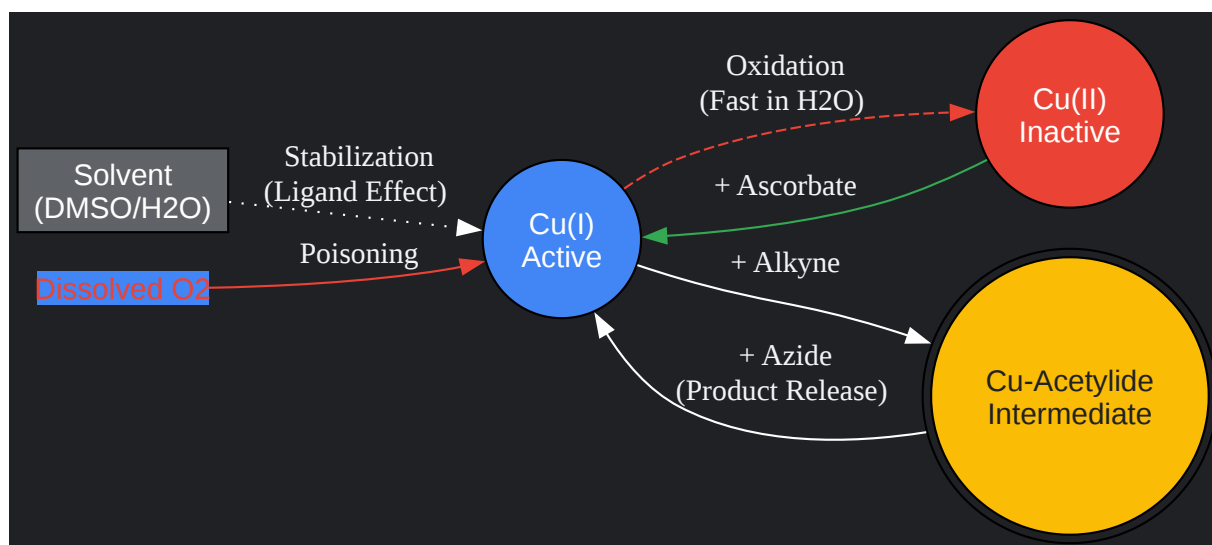 Oxidation
(Fast in H2O)
Cu(II)
Inactive
Solvent
(DMSO/H2O)
Stabilization
(Ligand Effect)
+ Ascorbate
Cu(I)
Active
Poisoning
Dissolved O2
+ Alkyne
+ Azide
(Product Release)
Cu-Acetylide
Intermediate